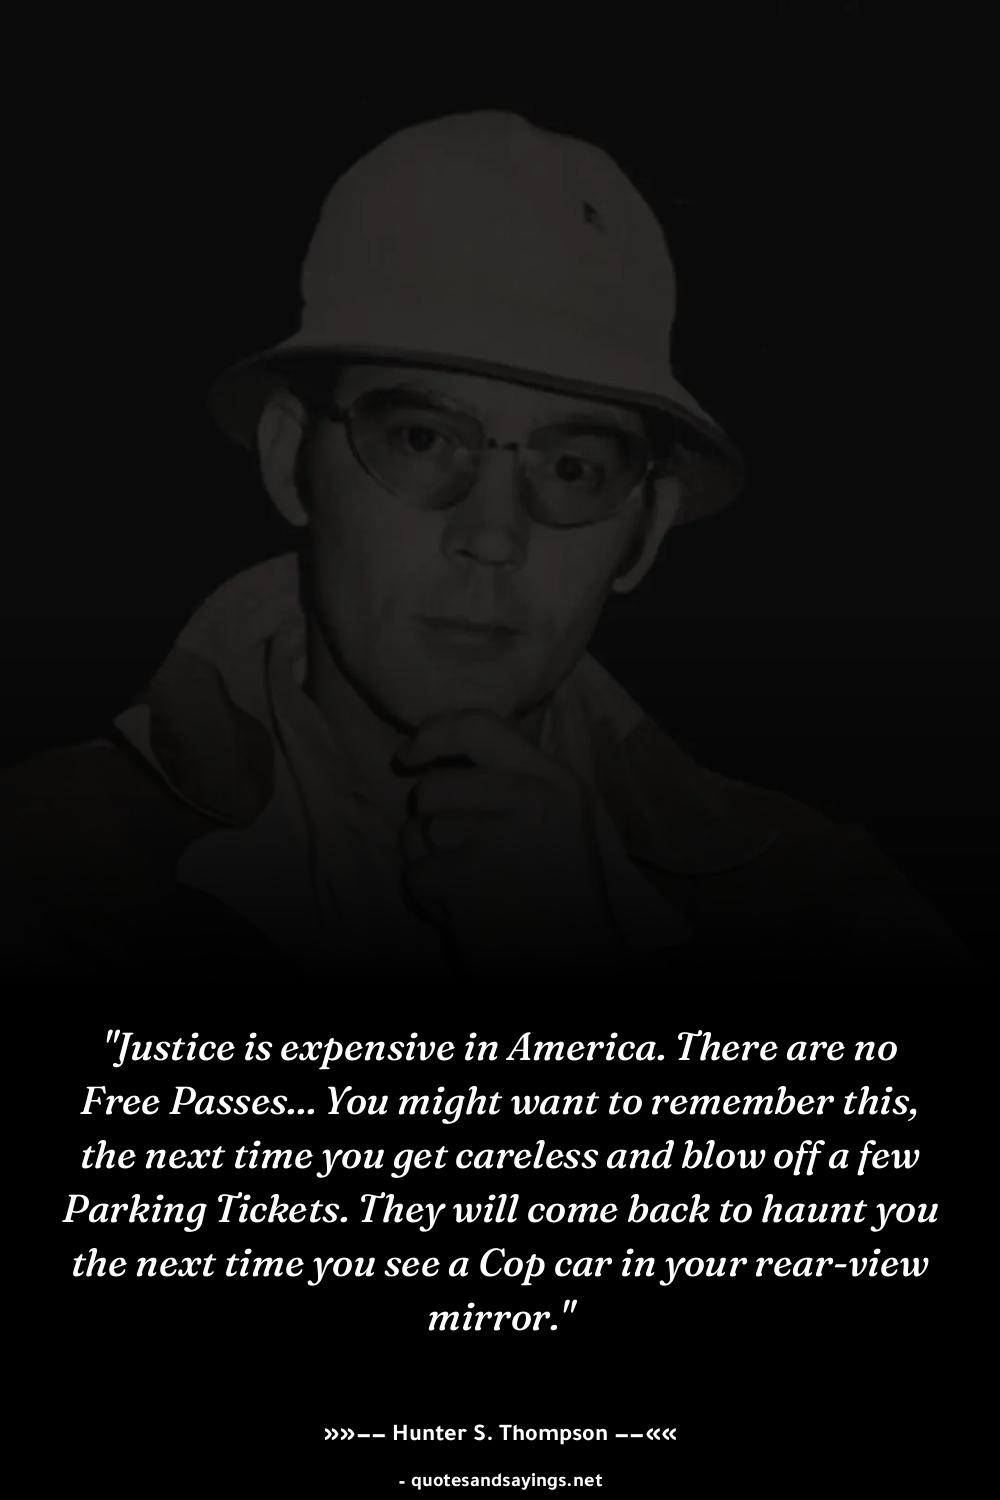 "Justice is expensive in America. There are no
Free Passes... You might want to remember this,
the next time you get careless and blow off a few
Parking Tickets. They will come back to haunt you
the next time you see a Cop car in your rear-view
mirror."
»»—— Hunter S. Thompson ——««
- quotesandsayings.net